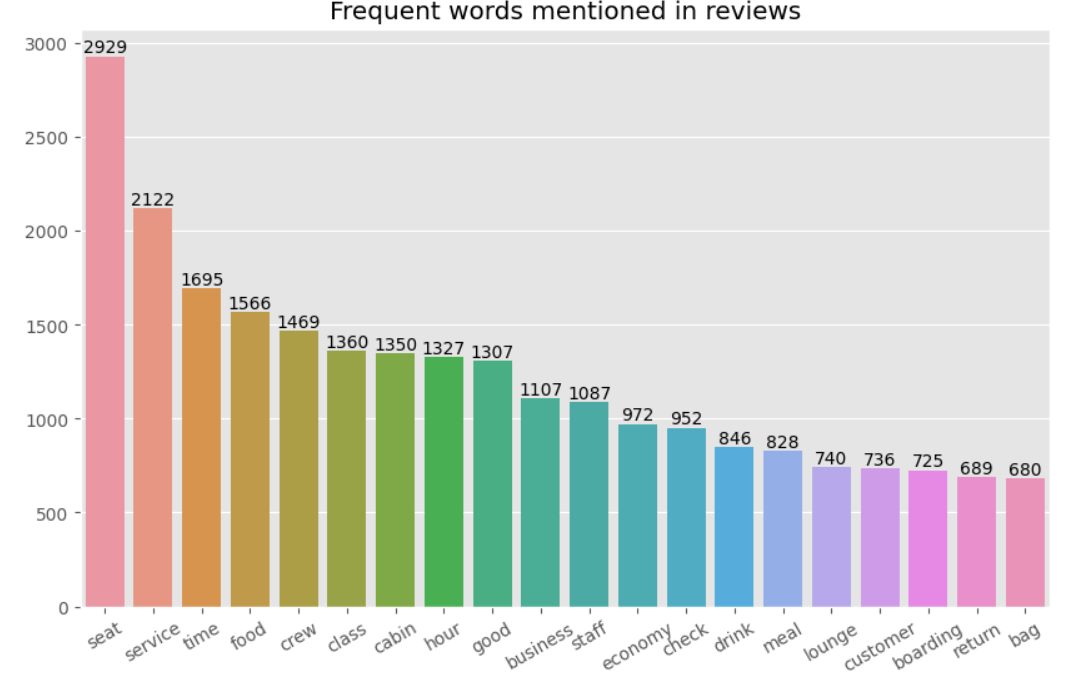 Frequent words mentioned in reviews
3000
2500
2000
1500
1000
500
0
2929
2122
1695
1566
1469
1360
1350
1327
1307
1107
1087
972
952
846
828
740
736
725
689
680
seat
service
time
food
crew
class
cabin
hour
good
business
staff
economy
check
drink
meal
lounge
customer
boarding
return
bag